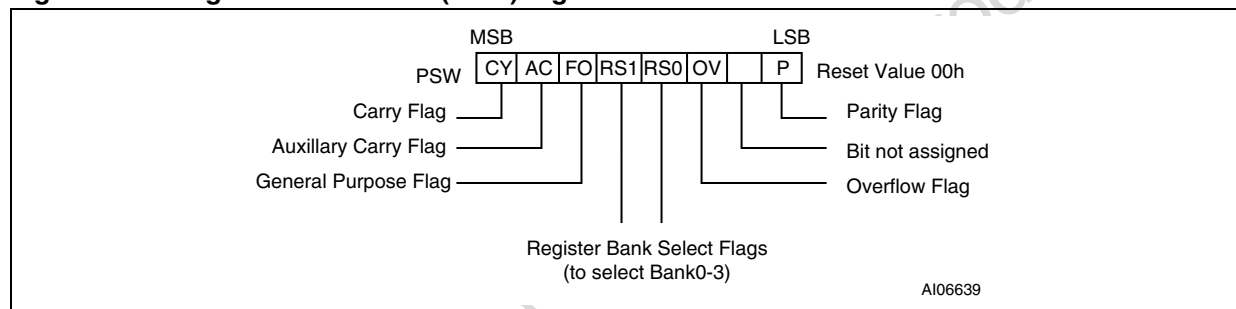 MSB LSB
PSW CY AC FO RS1 RS0 OV P Reset Value 00h
Carry Flag Parity Flag
Auxillary Carry Flag Bit not assigned
General Purpose Flag Overflow Flag
Register Bank Select Flags
(to select Bank0-3)
AI06639